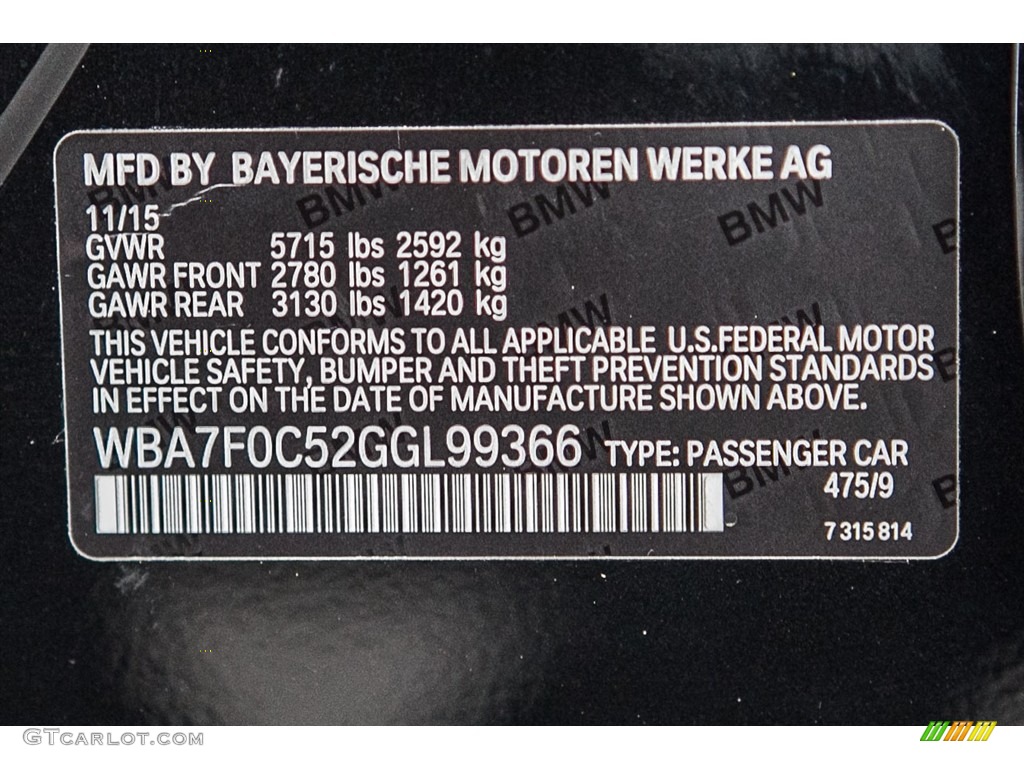 MFD BY BAYERISCHE MOTOREN WERKE AG
11/15
GVWR 5715 lbs 2592 kg
GAWR FRONT 2780 lbs 1261 kg
GAWR REAR 3130 lbs 1420 kg
THIS VEHICLE CONFORMS TO ALL APPLICABLE U.S.FEDERAL MOTOR
VEHICLE SAFETY, BUMPER AND THEFT PREVENTION STANDARDS
IN EFFECT ON THE DATE OF MANUFACTURE SHOWN ABOVE.
WBA7F0C52GGL99366 TYPE: PASSENGER CAR
475/9
7 315 814
BMW BMW BMW
GTCARLOT.COM